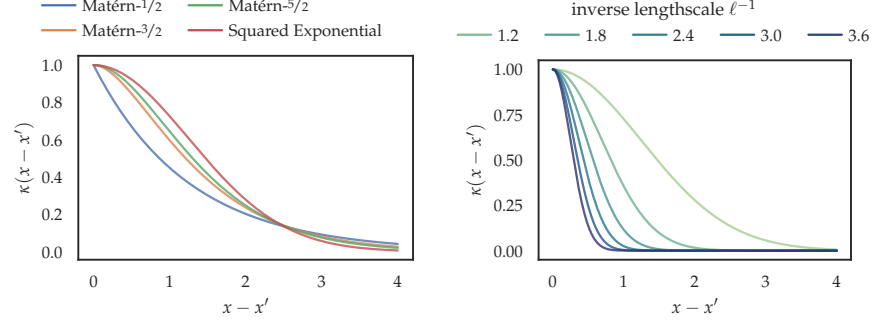 Matérn-1/2
Matérn-5/2
Matérn-3/2
Squared Exponential
1.0
0.8
0.6
0.4
0.2
0.0
κ(x − x′)
0 1 2 3 4
x − x′
inverse lengthscale ℓ⁻¹
1.2 1.8 2.4 3.0 3.6
1.00
0.75
0.50
0.25
0.00
κ(x − x′)
0 1 2 3 4
x − x′